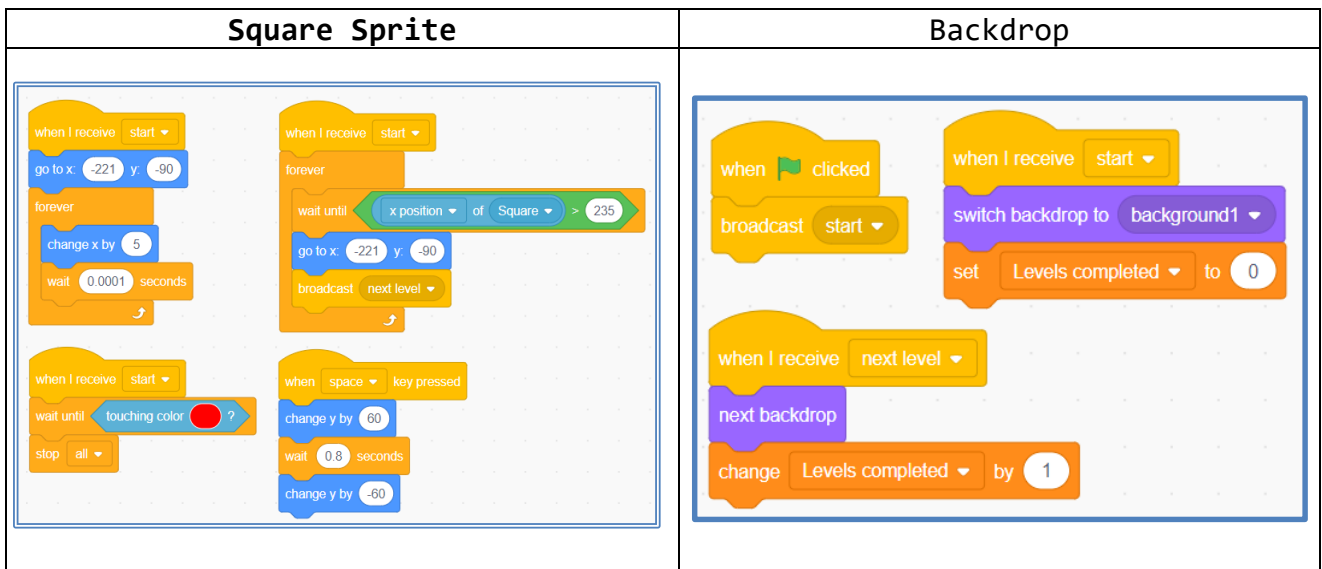 Square Sprite
when I receive start
go to x: -221 y: -90
forever
change x by 5
wait 0.0001 seconds
when I receive start
forever
wait until x position of Square > 235
go to x: -221 y: -90
broadcast next level
when I receive start
wait until touching color ?
stop all
when space key pressed
change y by 60
wait 0.8 seconds
change y by -60
Backdrop
when clicked
broadcast start
when I receive start
switch backdrop to background1
set Levels completed to 0
when I receive next level
next backdrop
change Levels completed by 1